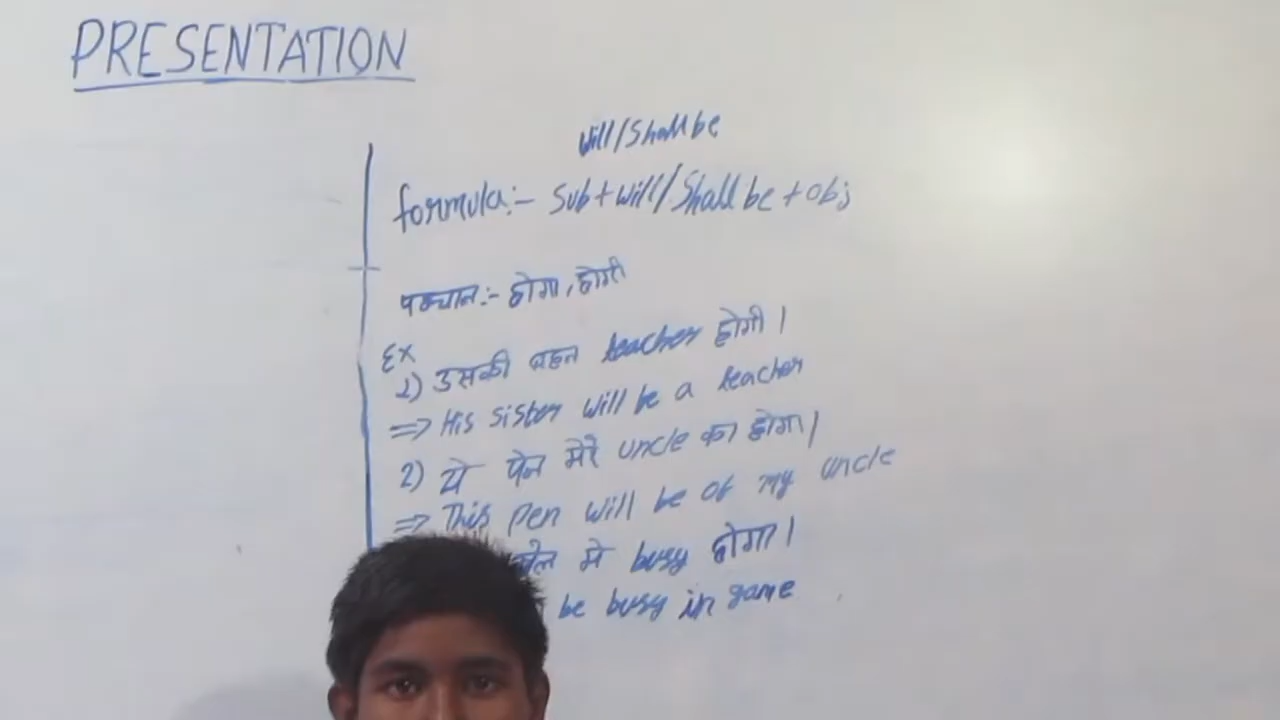 PRESENTATION
Will/Shall be
formula:- Sub + Will/Shall be + Obj
पहचान:- होगा, होगी
Ex
1) उसकी बहन teacher होगी।
=> His sister will be a teacher
2) ये पेन मेरे uncle का होगा।
=> This pen will be of my uncle
खेल मे busy होगा।
be busy in game